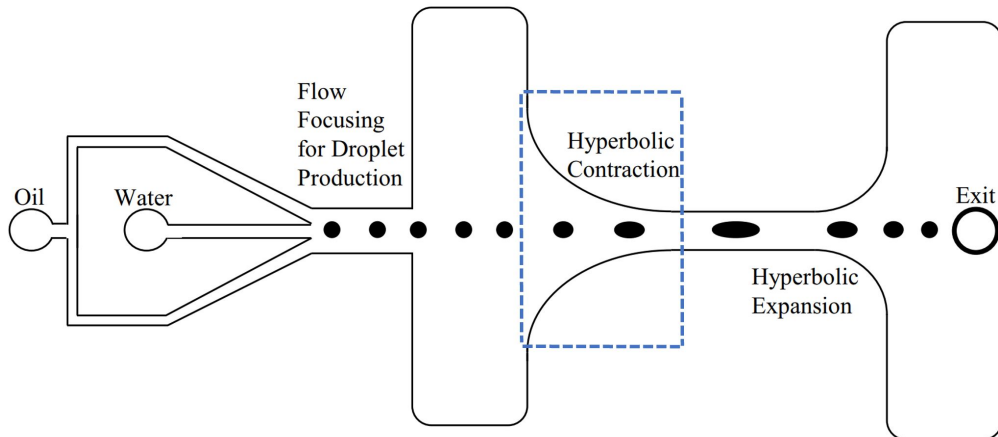 Oil
Water
Flow
Focusing
for Droplet
Production
Hyperbolic
Contraction
Hyperbolic
Expansion
Exit